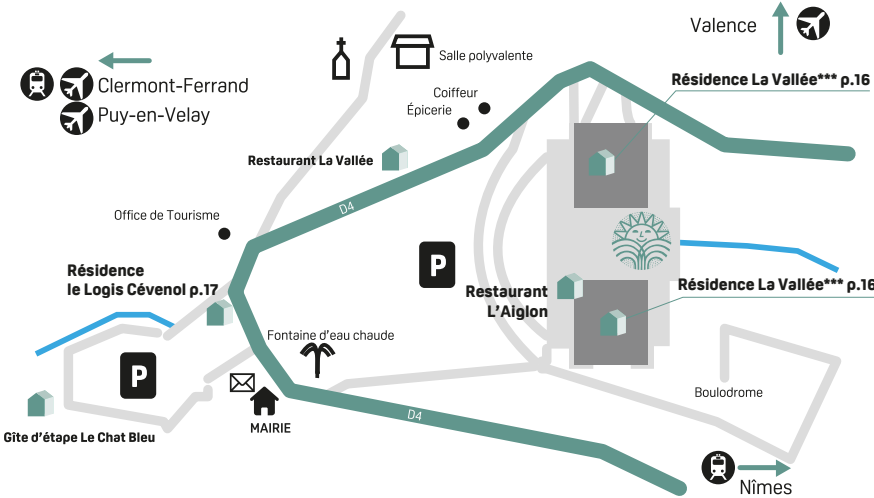 Valence
Clermont-Ferrand
Puy-en-Velay
Salle polyvalente
Résidence La Vallée*** p.16
Coiffeur
Épicerie
Restaurant La Vallée
D4
Office de Tourisme
P
Résidence
le Logis Cévenol p.17
Restaurant
L'Aiglon
Résidence La Vallée*** p.16
Fontaine d'eau chaude
P
Boulodrome
D4
MAIRIE
Gîte d'étape Le Chat Bleu
Nîmes